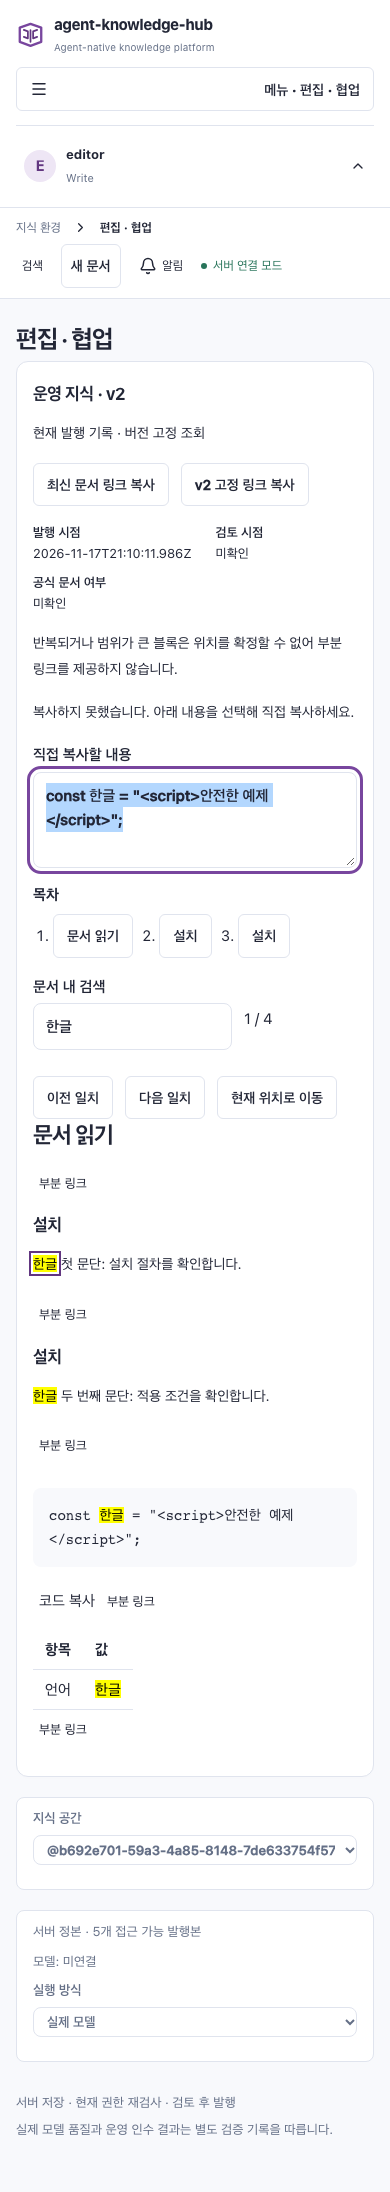 agent-knowledge-hub
Agent-native knowledge platform
메뉴 · 편집 · 협업
E
editor
Write
지식 환경 > 편집 · 협업
검색 새 문서 알림 서버 연결 모드
편집 · 협업
운영 지식 · v2
현재 발행 기록 · 버전 고정 조회
최신 문서 링크 복사 v2 고정 링크 복사
발행 시점 검토 시점
2026-11-17T21:10:11.986Z 미확인
공식 문서 여부
미확인
반복되거나 범위가 큰 블록은 위치를 확정할 수 없어 부분
링크를 제공하지 않습니다.
복사하지 못했습니다. 아래 내용을 선택해 직접 복사하세요.
직접 복사할 내용
const 한글 = "<script>안전한 예제
</script>";
목차
1. 문서 읽기 2. 설치 3. 설치
문서 내 검색
한글 1 / 4
이전 일치 다음 일치 현재 위치로 이동
문서 읽기
부분 링크
설치
한글 첫 문단: 설치 절차를 확인합니다.
부분 링크
설치
한글 두 번째 문단: 적용 조건을 확인합니다.
부분 링크
const 한글 = "<script>안전한 예제
</script>";
코드 복사 부분 링크
항목 값
언어 한글
부분 링크
지식 공간
@b692e701-59a3-4a85-8148-7de633754f57
서버 정본 · 5개 접근 가능 발행본
모델: 미연결
실행 방식
실제 모델
서버 저장 · 현재 권한 재검사 · 검토 후 발행
실제 모델 품질과 운영 인수 결과는 별도 검증 기록을 따릅니다.